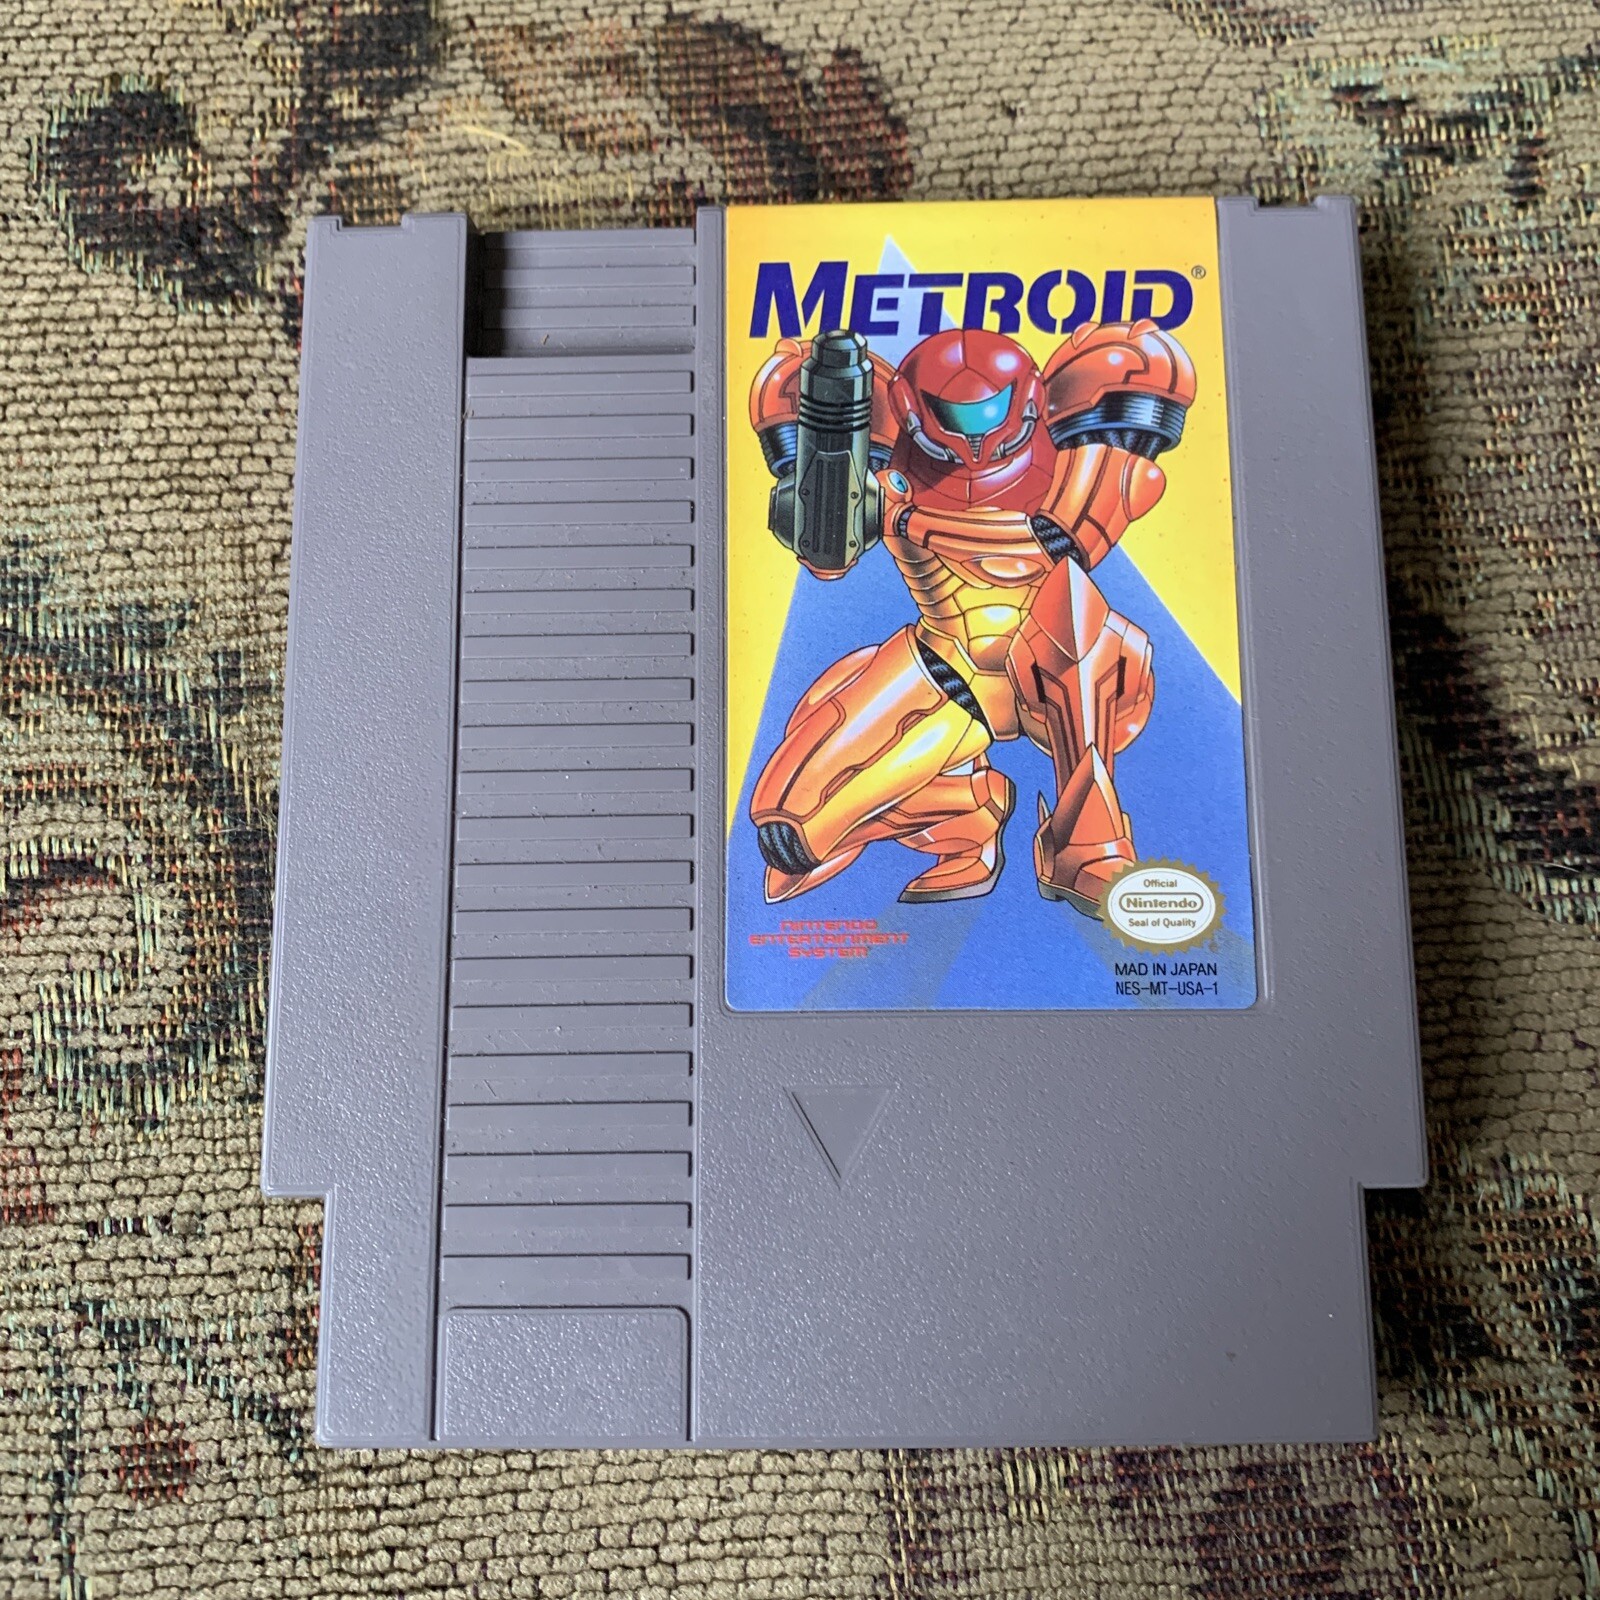 METROID®
Official
Nintendo
Seal of Quality
NINTENDO
ENTERTAINMENT
SYSTEM
MAD IN JAPAN
NES-MT-USA-1